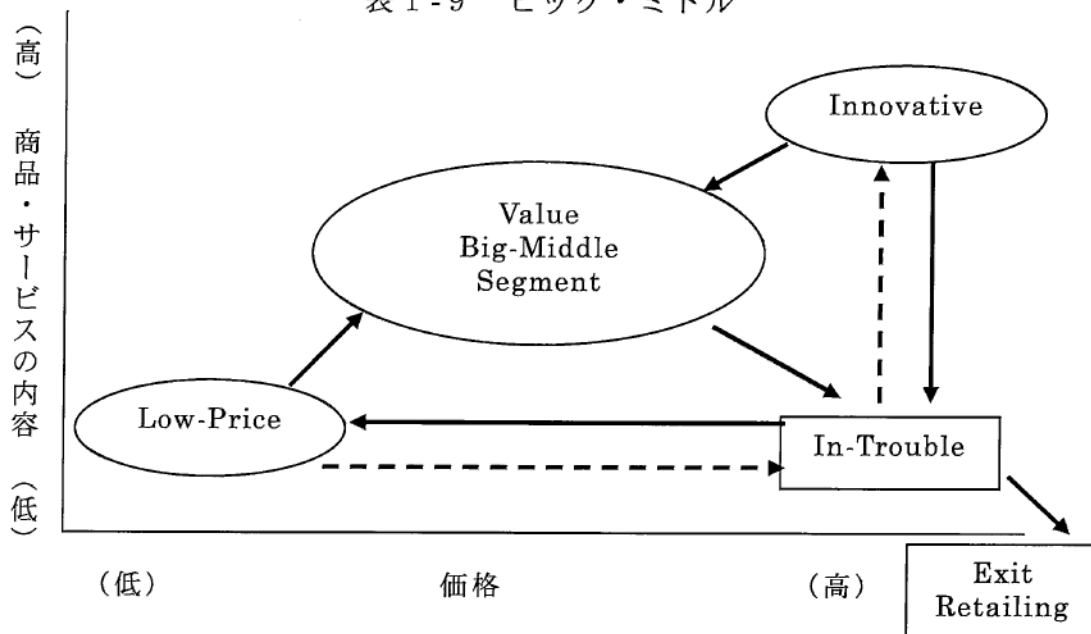 表1-9 ビッグ・ミドル
(高) 商品・サービスの内容 (低)
Innovative
Value
Big-Middle
Segment
Low-Price
In-Trouble
(低) 価格 (高)
Exit
Retailing